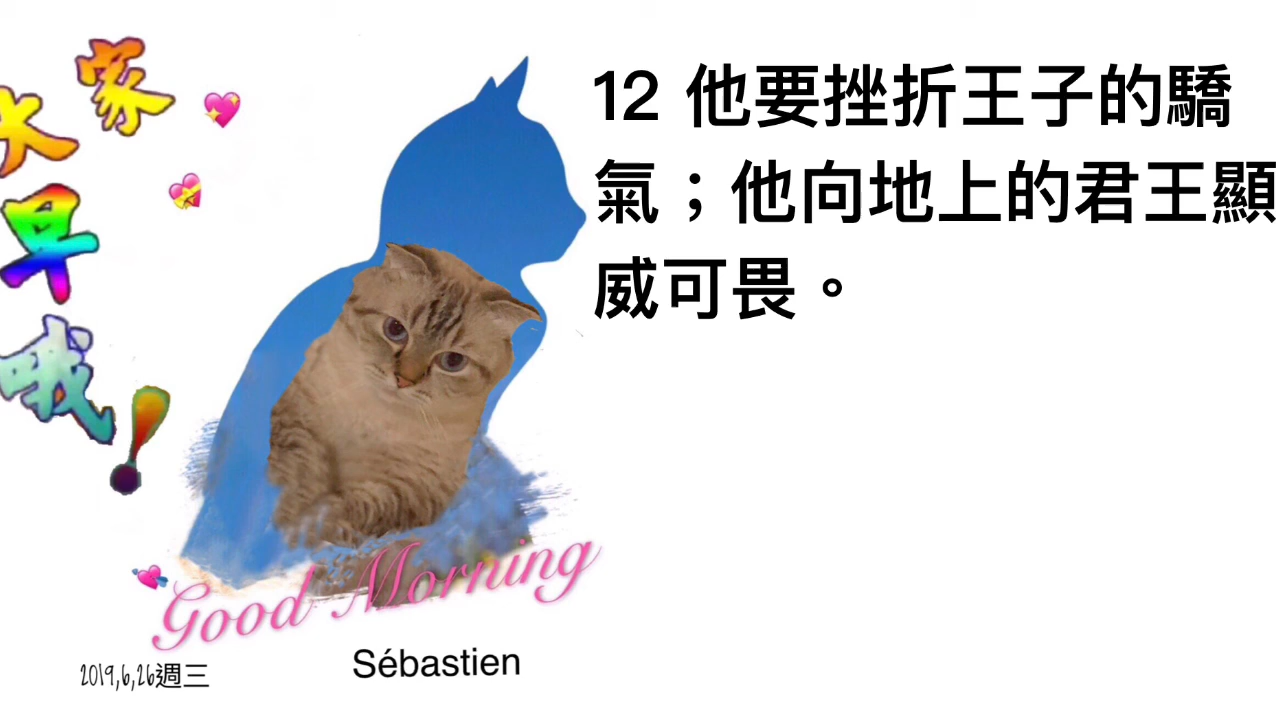 大家
早
哦
！
12 他要挫折王子的驕
氣；他向地上的君王顯
威可畏。
Good Morning
Sébastien
2019,6,26週三